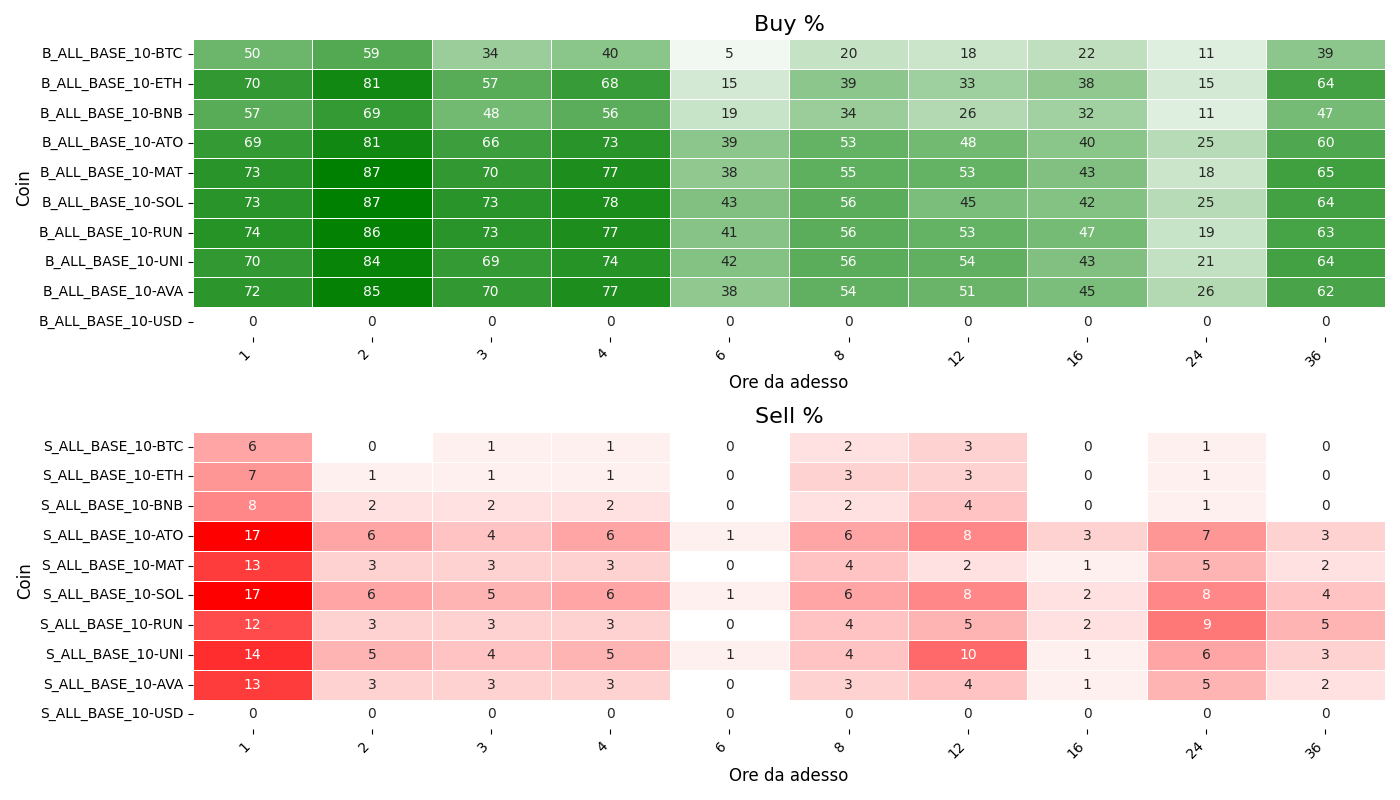 Buy %
Coin
B_ALL_BASE_10-BTC 50 59 34 40 5 20 18 22 11 39
B_ALL_BASE_10-ETH 70 81 57 68 15 39 33 38 15 64
B_ALL_BASE_10-BNB 57 69 48 56 19 34 26 32 11 47
B_ALL_BASE_10-ATO 69 81 66 73 39 53 48 40 25 60
B_ALL_BASE_10-MAT 73 87 70 77 38 55 53 43 18 65
B_ALL_BASE_10-SOL 73 87 73 78 43 56 45 42 25 64
B_ALL_BASE_10-RUN 74 86 73 77 41 56 53 47 19 63
B_ALL_BASE_10-UNI 70 84 69 74 42 56 54 43 21 64
B_ALL_BASE_10-AVA 72 85 70 77 38 54 51 45 26 62
B_ALL_BASE_10-USD 0 0 0 0 0 0 0 0 0 0
1 2 3 4 6 8 12 16 24 36
Ore da adesso
Sell %
Coin
S_ALL_BASE_10-BTC 6 0 1 1 0 2 3 0 1 0
S_ALL_BASE_10-ETH 7 1 1 1 0 3 3 0 1 0
S_ALL_BASE_10-BNB 8 2 2 2 0 2 4 0 1 0
S_ALL_BASE_10-ATO 17 6 4 6 1 6 8 3 7 3
S_ALL_BASE_10-MAT 13 3 3 3 0 4 2 1 5 2
S_ALL_BASE_10-SOL 17 6 5 6 1 6 8 2 8 4
S_ALL_BASE_10-RUN 12 3 3 3 0 4 5 2 9 5
S_ALL_BASE_10-UNI 14 5 4 5 1 4 10 1 6 3
S_ALL_BASE_10-AVA 13 3 3 3 0 3 4 1 5 2
S_ALL_BASE_10-USD 0 0 0 0 0 0 0 0 0 0
1 2 3 4 6 8 12 16 24 36
Ore da adesso